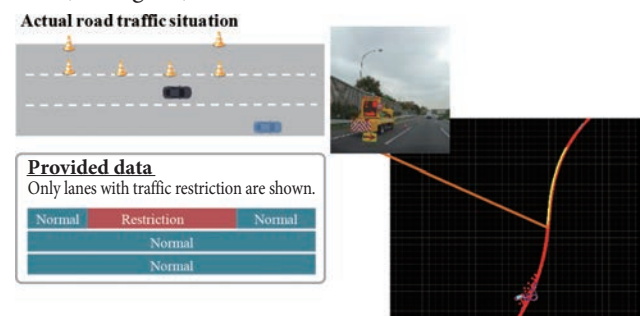 Actual road traffic situation
Provided data
Only lanes with traffic restriction are shown.
Normal Restriction Normal
Normal
Normal